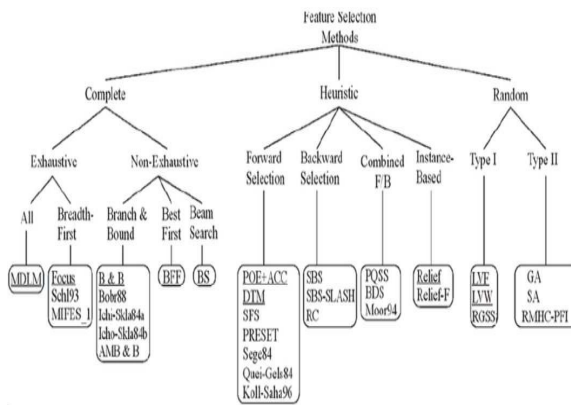 Feature Selection
Methods
Complete
Heuristic
Random
Exhaustive
Non-Exhaustive
Forward
Selection
Backward
Selection
Combined
F/B
Instance-
Based
Type I
Type II
All
Breadth-
First
Branch &
Bound
Best
First
Beam
Search
MDLM
Focus
Schl93
MIFES_1
B & B
Bobr88
Ichi-Skla84a
Icho-Skla84b
AMB & B
BFF
BS
POE+ACC
DTM
SFS
PRESET
Sege84
Quei-Gels84
Koll-Saha96
SBS
SBS-SLASH
RC
PQSS
BDS
Moor94
Relief
Relief-F
LVF
LVW
RGSS
GA
SA
RMHC-PFI